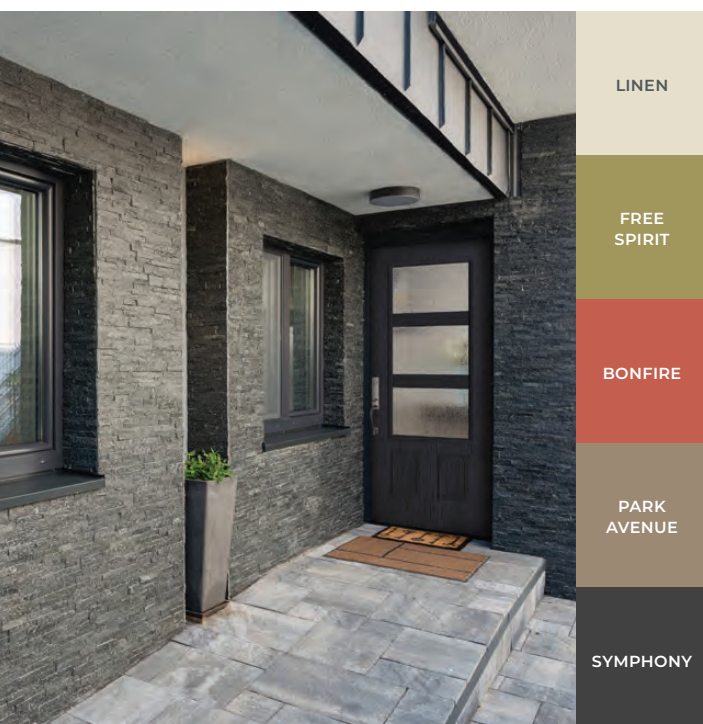 LINEN
FREE
SPIRIT
BONFIRE
PARK
AVENUE
SYMPHONY